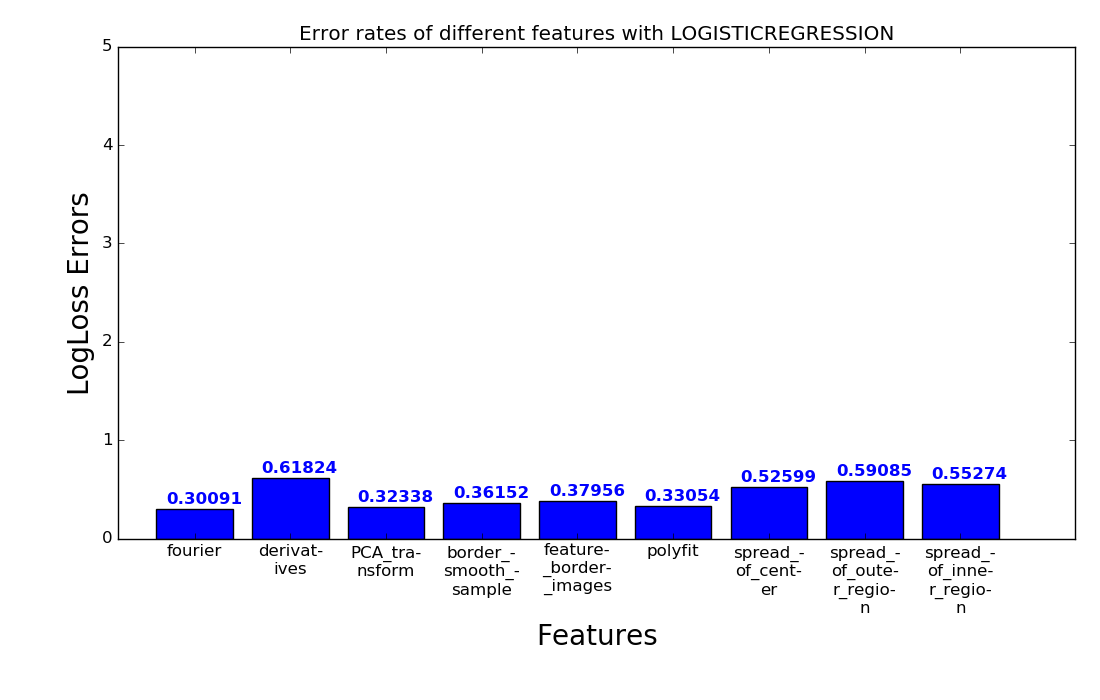 Error rates of different features with LOGISTICREGRESSION
5
4
3
2
1
0
LogLoss Errors
0.30091
0.61824
0.32338
0.36152
0.37956
0.33054
0.52599
0.59085
0.55274
fourier
derivat-
ives
PCA_tra-
nsform
border_-
smooth_-
sample
feature-
_border-
_images
polyfit
spread_-
of_cent-
er
spread_-
of_oute-
r_regio-
n
spread_-
of_inne-
r_regio-
n
Features